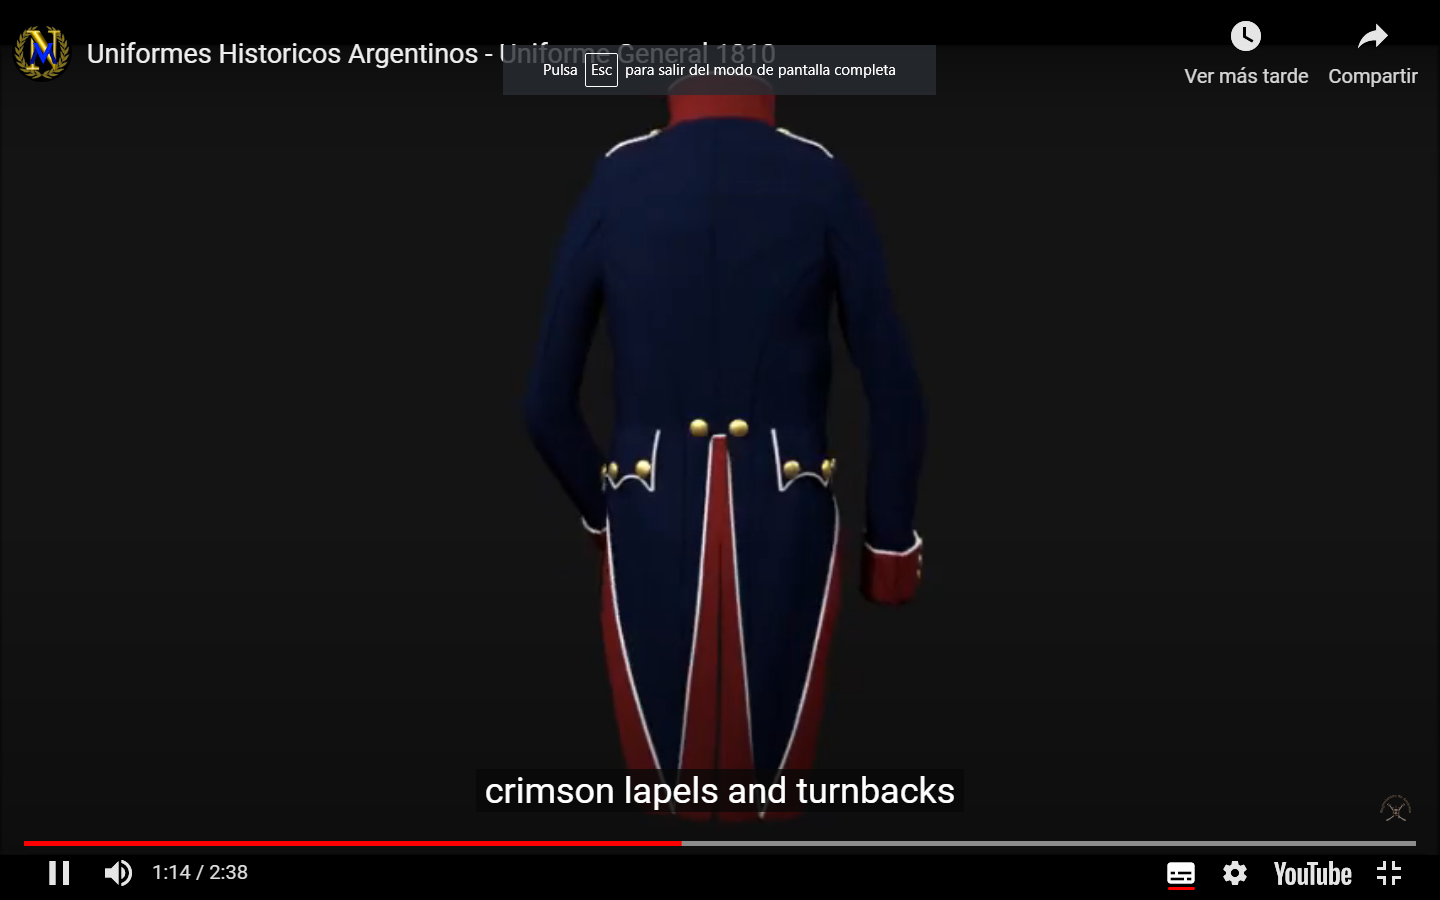 Uniformes Historicos Argentinos - Uniforme General 1810
Pulsa Esc para salir del modo de pantalla completa
Ver más tarde
Compartir
crimson lapels and turnbacks
1:14 / 2:38
YouTube